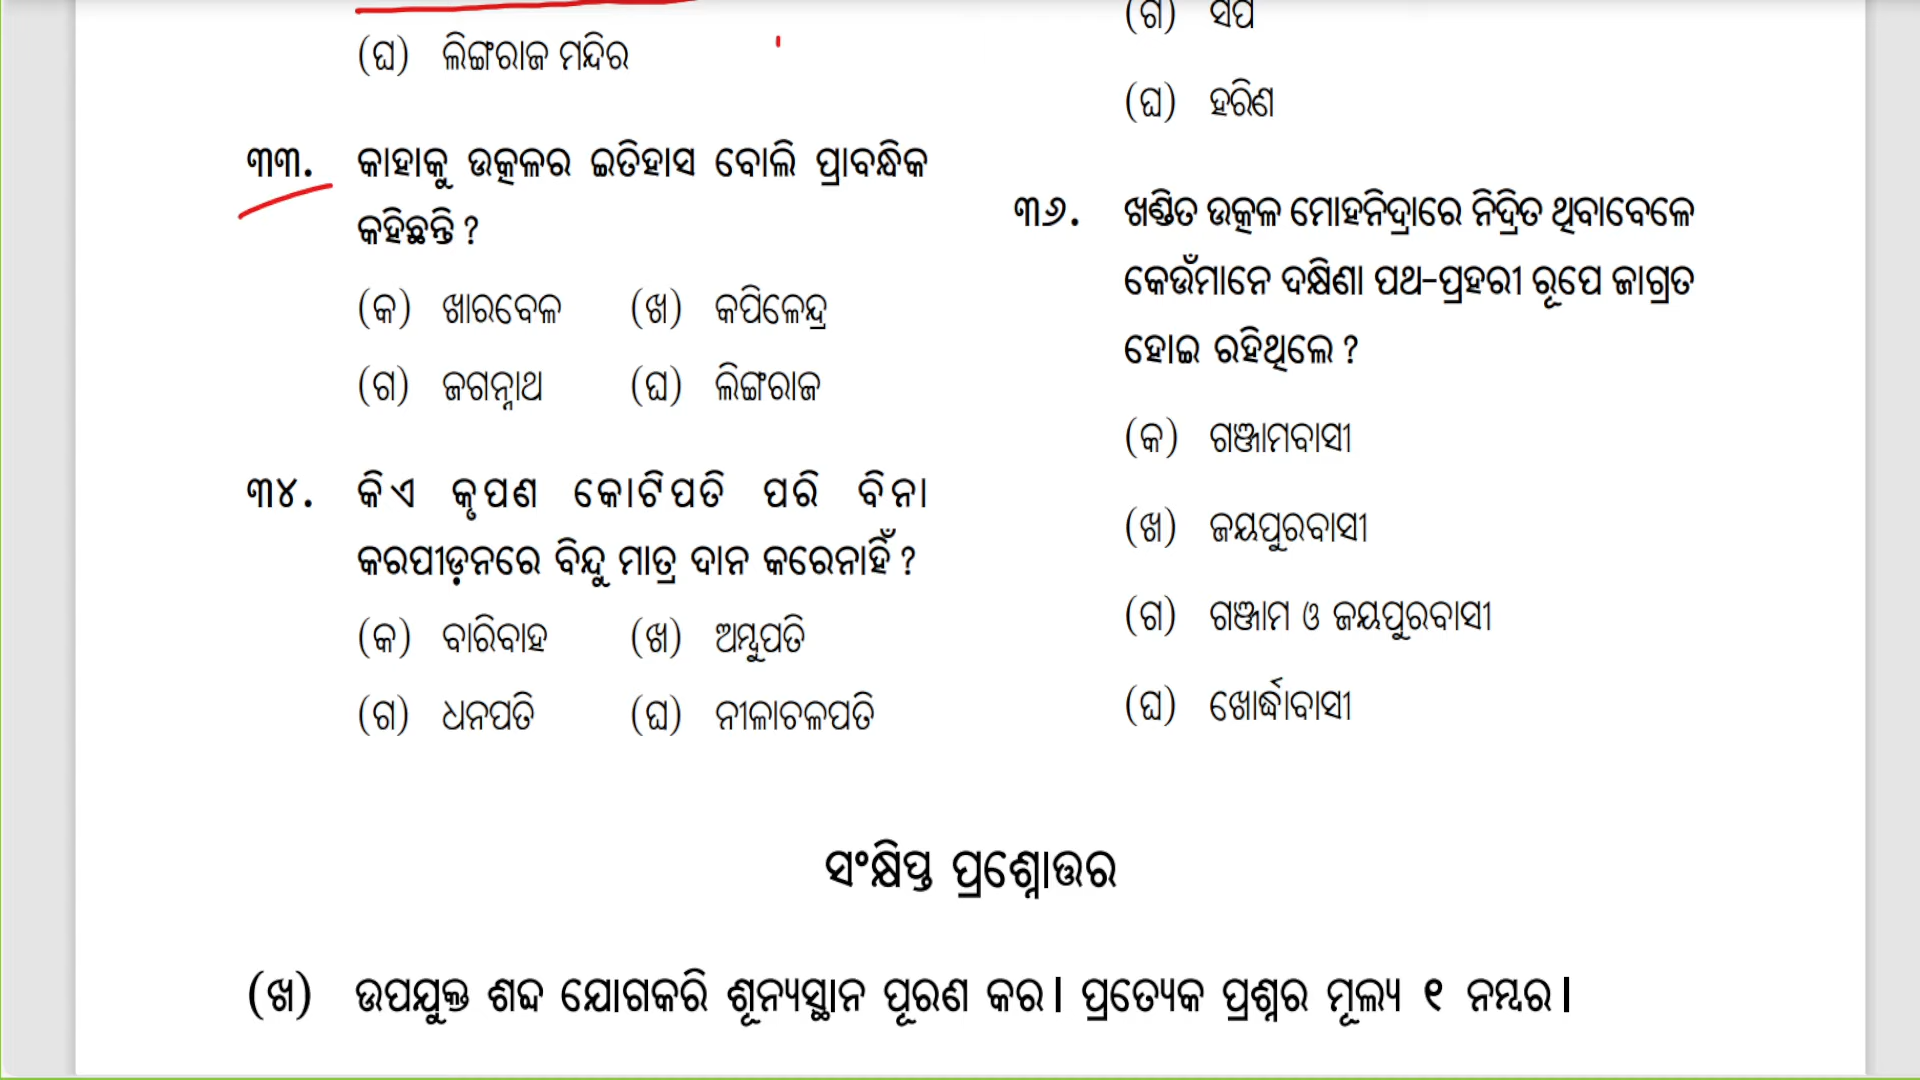 (ଘ) ଲିଙ୍ଗରାଜ ମନ୍ଦିର
୩୩. କାହାକୁ ଉତ୍କଳର ଇତିହାସ ବୋଲି ପ୍ରାବନ୍ଧିକ
କହିଛନ୍ତି ?
(କ) ଖାରବେଳ (ଖ) କପିଳେନ୍ଦ୍ର
(ଗ) ଜଗନ୍ନାଥ (ଘ) ଲିଙ୍ଗରାଜ
୩୪. କିଏ କୃପଣ କୋଟିପତି ପରି ବିନା
କରପୀଡ଼ନରେ ବିନ୍ଦୁ ମାତ୍ର ଦାନ କରେନାହିଁ ?
(କ) ବାରିବାହ (ଖ) ଅମ୍ବୁପତି
(ଗ) ଧନପତି (ଘ) ନୀଳାଚଳପତି
(ଗ) ସର୍ପ
(ଘ) ହରିଣ
୩୬. ଖଣ୍ଡିତ ଉତ୍କଳ ମୋହନିଦ୍ରାରେ ନିଦ୍ରିତ ଥିବାବେଳେ
କେଉଁମାନେ ଦକ୍ଷିଣା ପଥ-ପ୍ରହରୀ ରୂପେ ଜାଗ୍ରତ
ହୋଇ ରହିଥିଲେ ?
(କ) ଗଞ୍ଜାମବାସୀ
(ଖ) ଜୟପୁରବାସୀ
(ଗ) ଗଞ୍ଜାମ ଓ ଜୟପୁରବାସୀ
(ଘ) ଖୋର୍ଦ୍ଧାବାସୀ
ସଂକ୍ଷିପ୍ତ ପ୍ରଶ୍ନୋତ୍ତର
(ଖ) ଉପଯୁକ୍ତ ଶବ୍ଦ ଯୋଗକରି ଶୂନ୍ୟସ୍ଥାନ ପୂରଣ କର। ପ୍ରତ୍ୟେକ ପ୍ରଶ୍ନର ମୂଲ୍ୟ ୧ ନମ୍ବର।